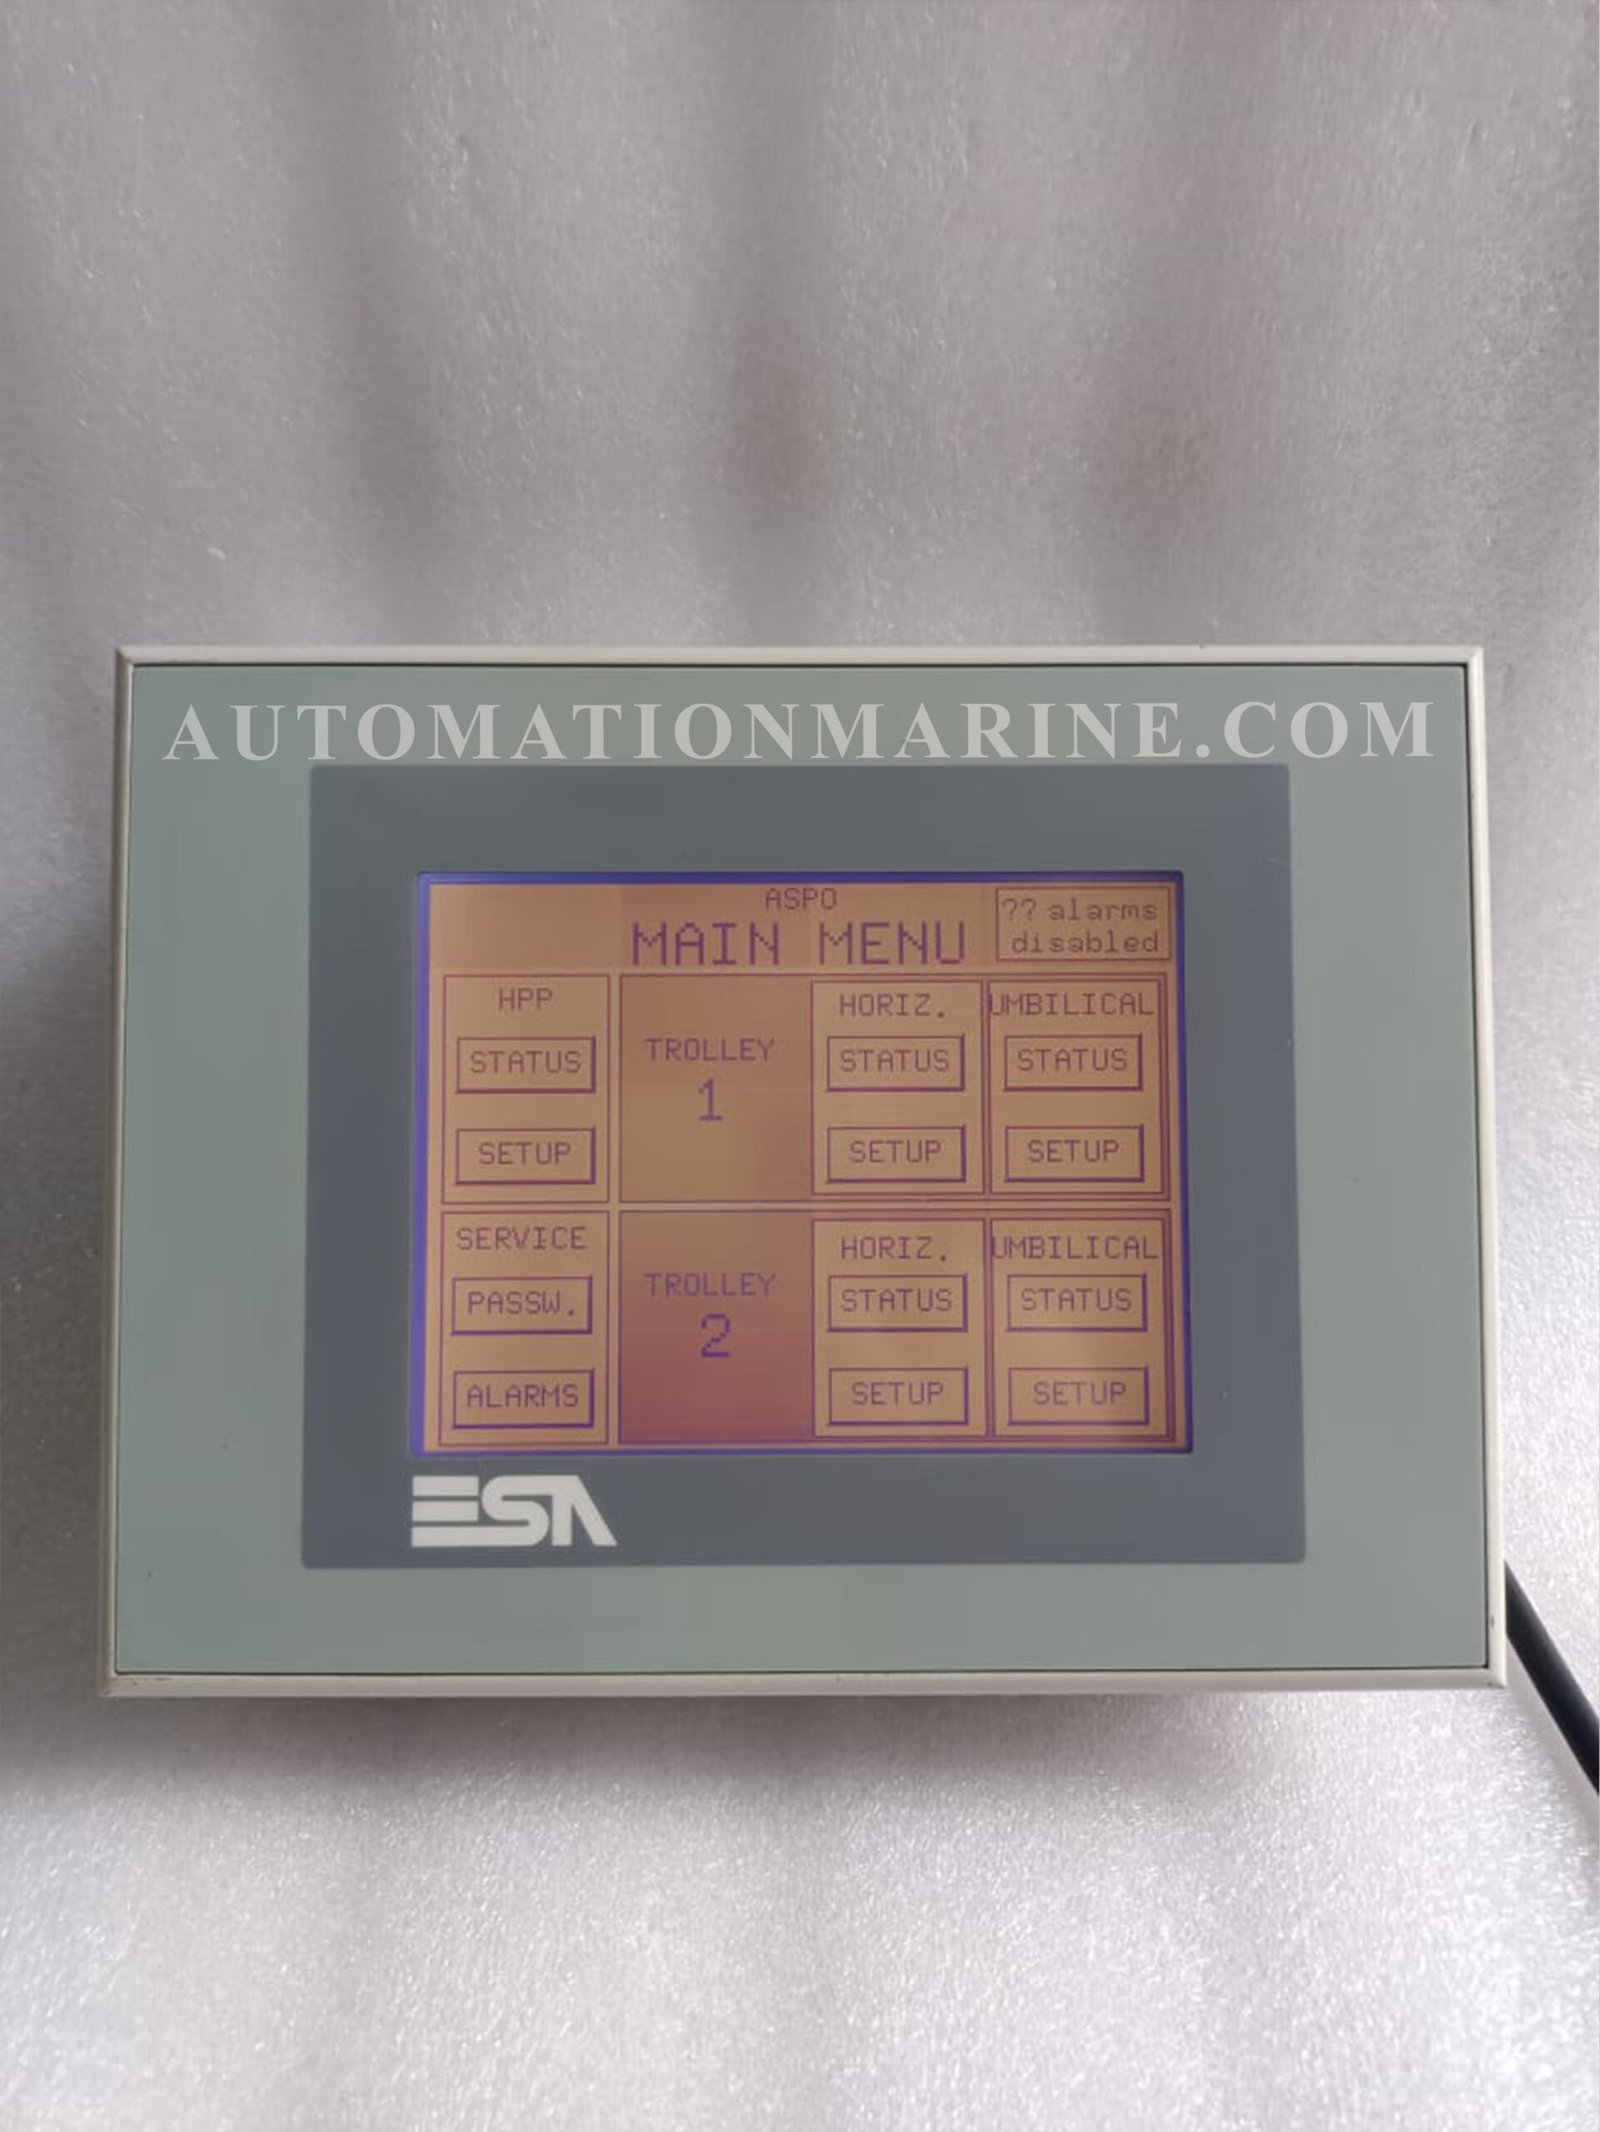 AUTOMATIONMARINE.COM
ASPO
MAIN MENU
?? alarms
disabled
HPP
STATUS
SETUP
TROLLEY
1
HORIZ.
STATUS
SETUP
UMBILICAL
STATUS
SETUP
SERVICE
PASSW.
ALARMS
TROLLEY
2
HORIZ.
STATUS
SETUP
UMBILICAL
STATUS
SETUP
ESA